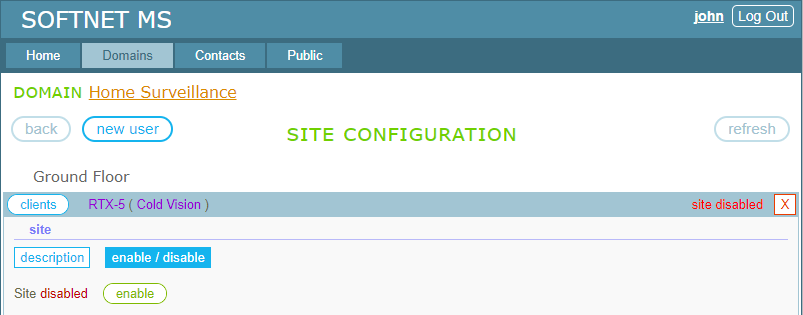 SOFTNET MS john Log Out
Home Domains Contacts Public
DOMAIN Home Surveillance
back new user SITE CONFIGURATION refresh
Ground Floor
clients RTX-5 ( Cold Vision ) site disabled X
site
description enable / disable
Site disabled enable